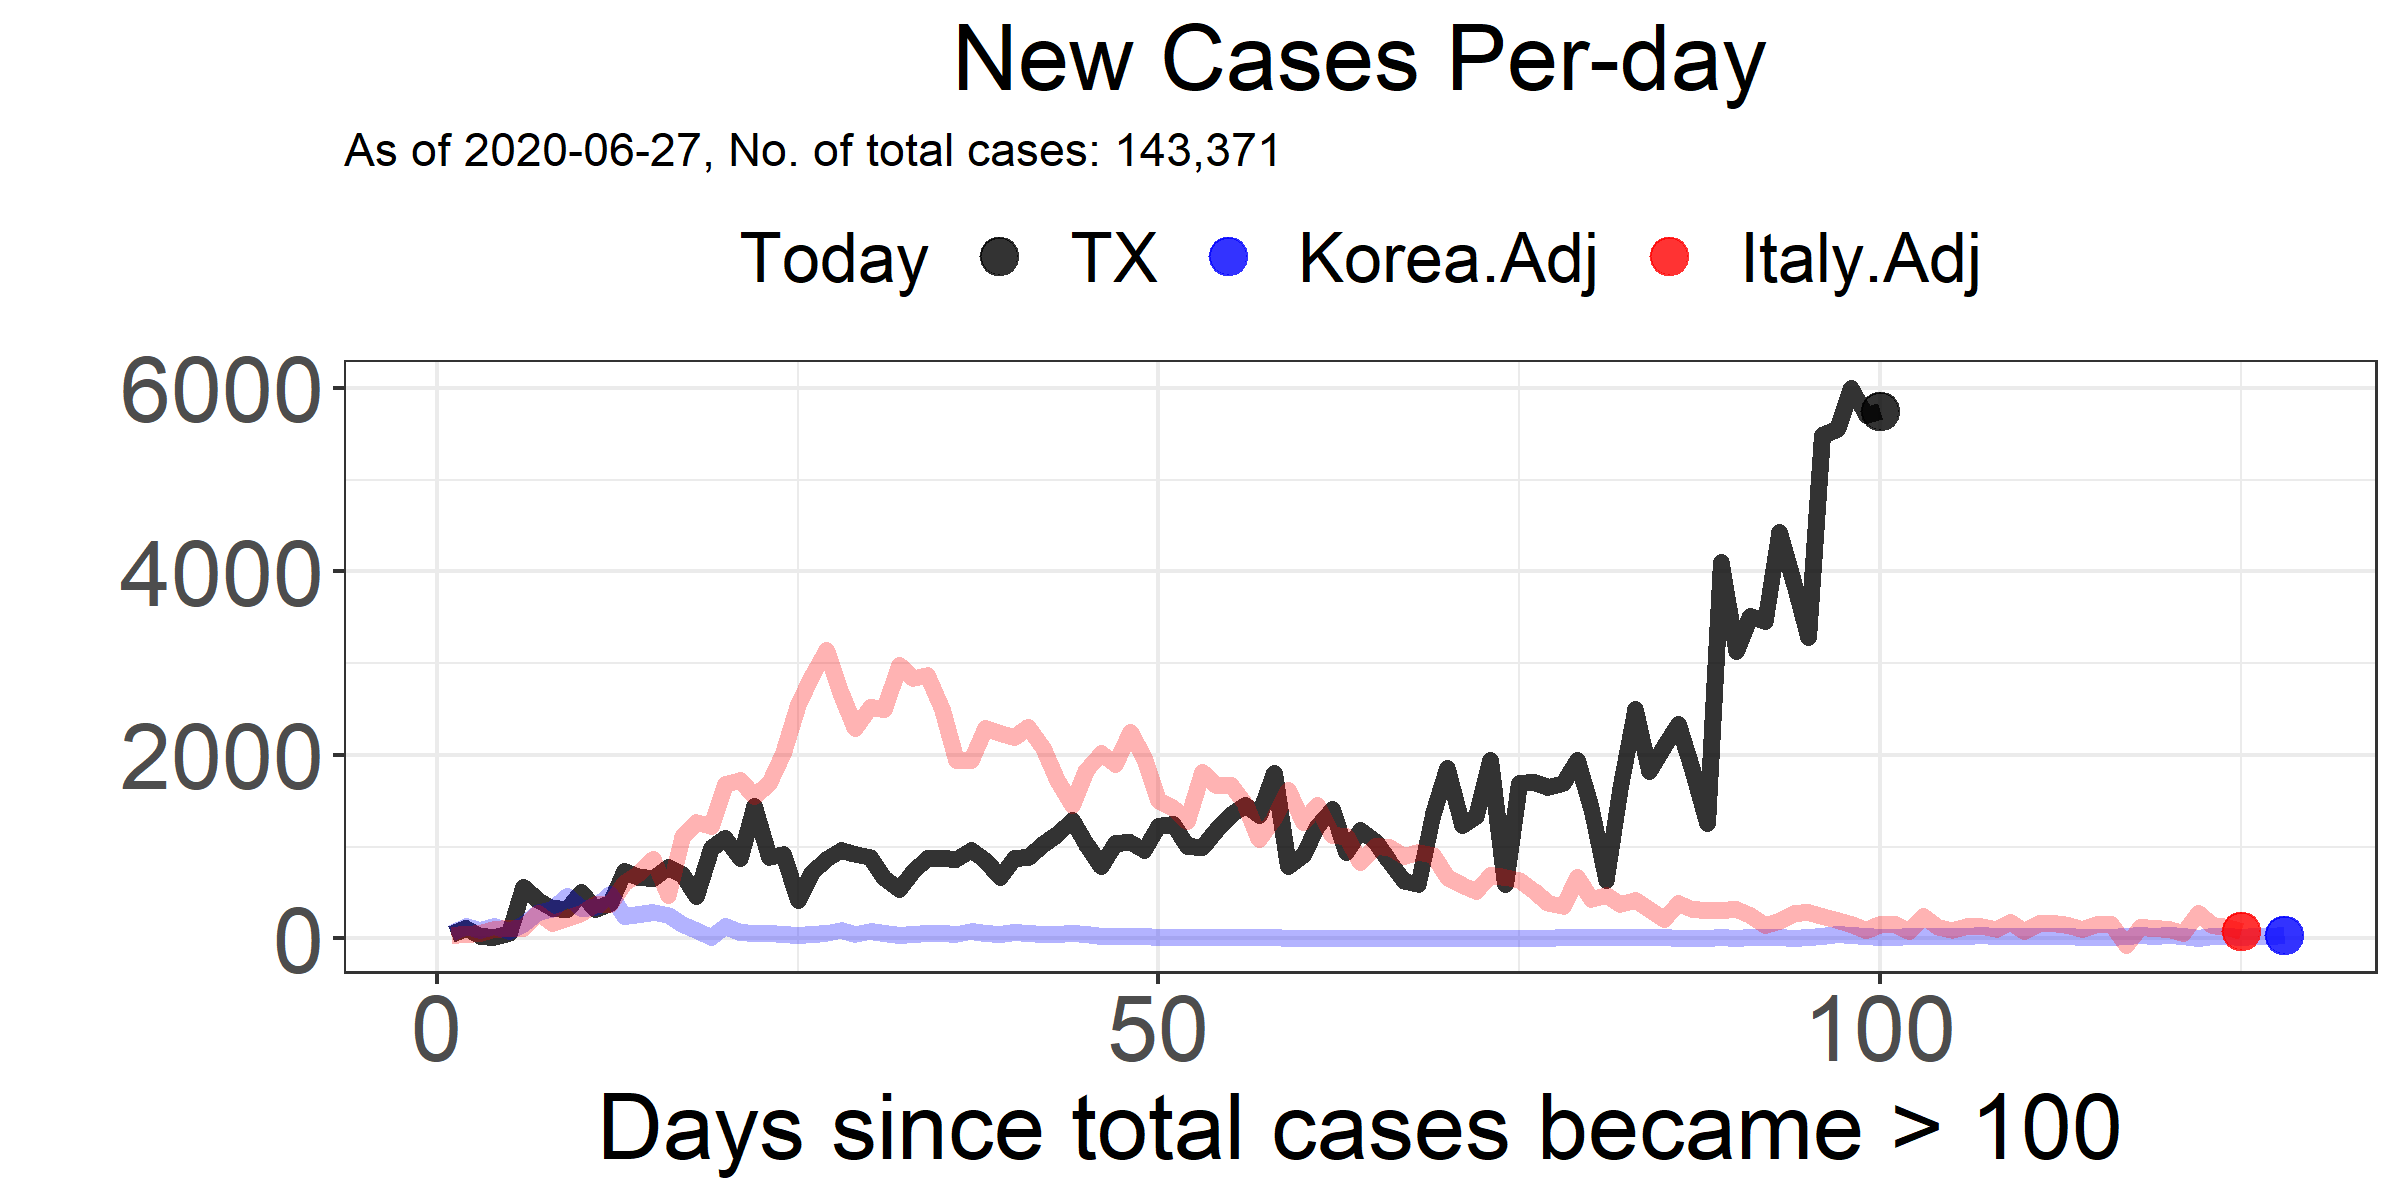 New Cases Per-day
As of 2020-06-27, No. of total cases: 143,371
Today TX Korea.Adj Italy.Adj
6000
4000
2000
0
0 50 100
Days since total cases became > 100